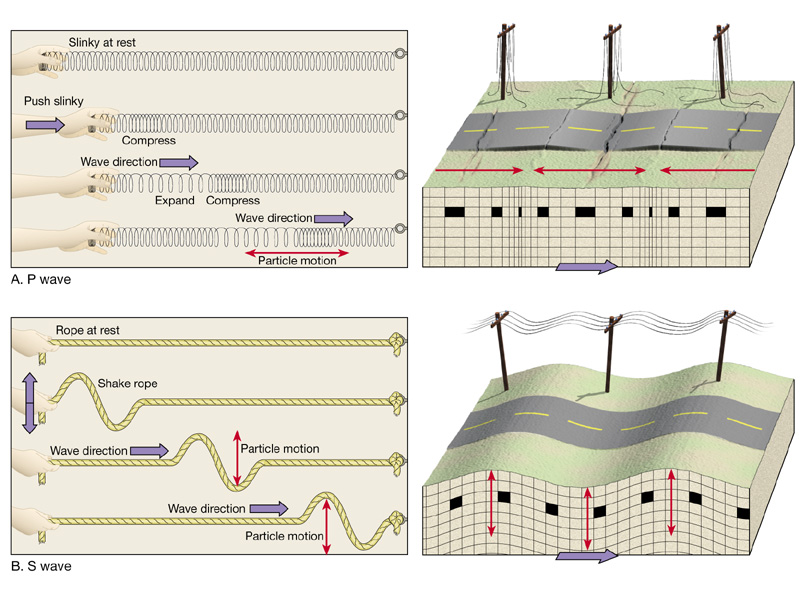 Slinky at rest
Push slinky
Compress
Wave direction
Expand
Compress
Wave direction
Particle motion
A. P wave
Rope at rest
Shake rope
Wave direction
Particle motion
Wave direction
Particle motion
B. S wave